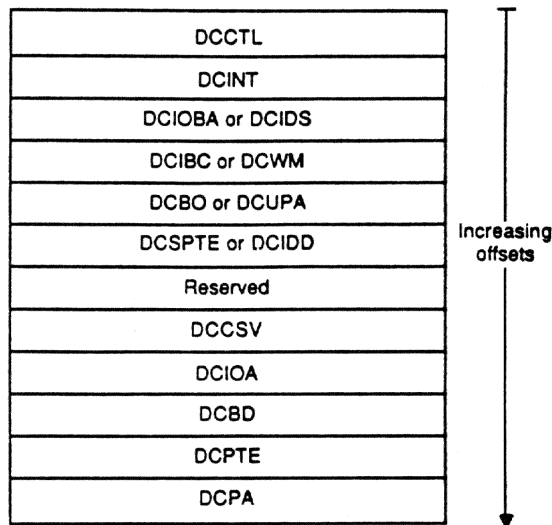 DCCTL
DCINT
DCIOBA or DCIDS
DCIBC or DCWM
DCBO or DCUPA
DCSPTE or DCIDD
Reserved
DCCSV
DCIOA
DCBD
DCPTE
DCPA
Increasing
offsets